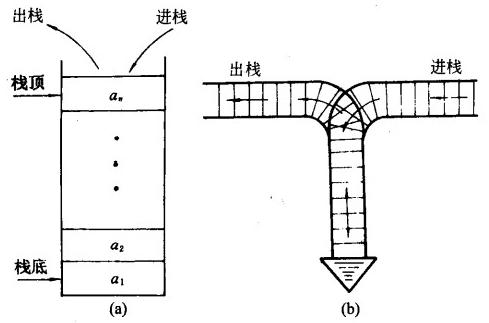 出栈 进栈
出栈 进栈
栈顶
aₙ
a₂
栈底
a₁
(a) (b)